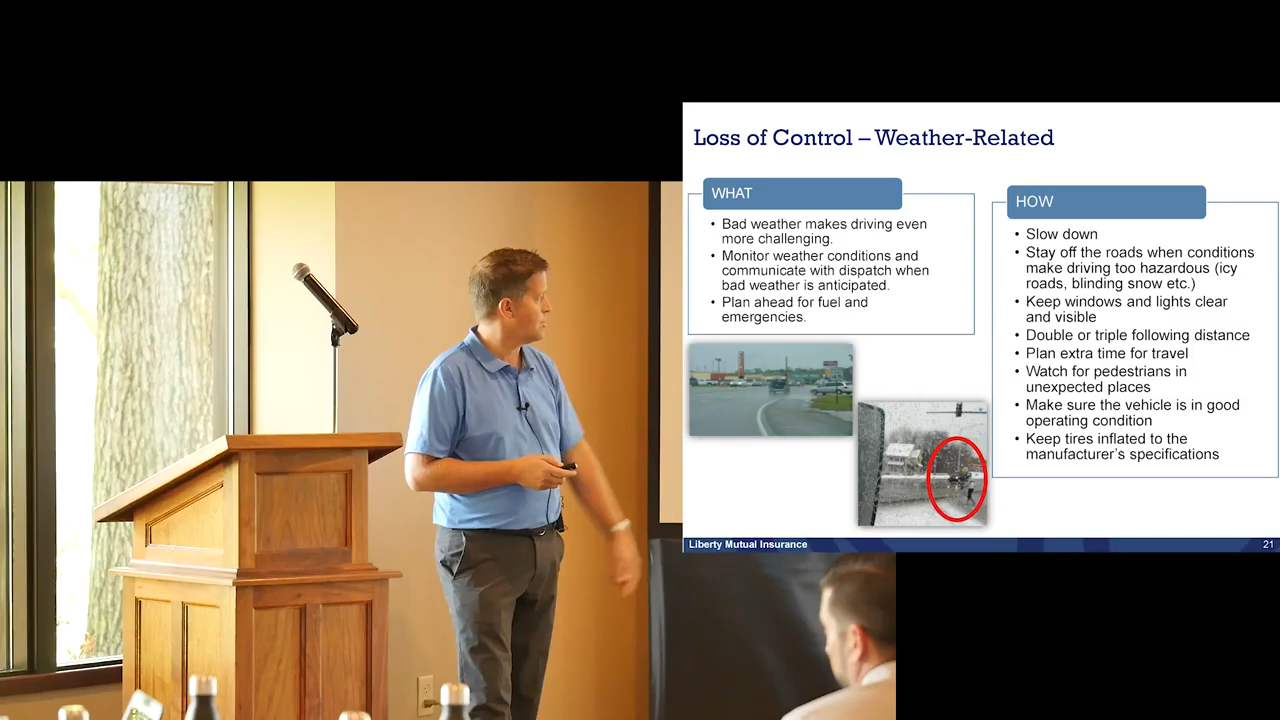 Loss of Control – Weather-Related
WHAT
• Bad weather makes driving even
more challenging.
• Monitor weather conditions and
communicate with dispatch when
bad weather is anticipated.
• Plan ahead for fuel and
emergencies.
HOW
• Slow down
• Stay off the roads when conditions
make driving too hazardous (icy
roads, blinding snow etc.)
• Keep windows and lights clear
and visible
• Double or triple following distance
• Plan extra time for travel
• Watch for pedestrians in
unexpected places
• Make sure the vehicle is in good
operating condition
• Keep tires inflated to the
manufacturer's specifications
Liberty Mutual Insurance
21